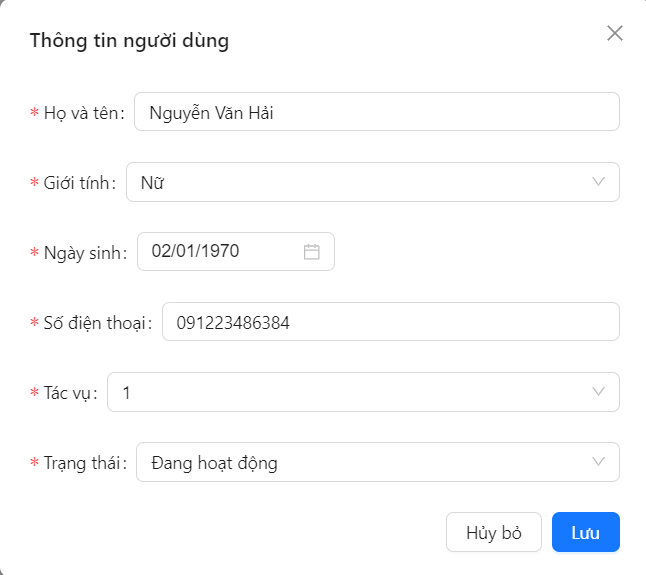 Thông tin người dùng
* Họ và tên: Nguyễn Văn Hải
* Giới tính: Nữ
* Ngày sinh: 02/01/1970
* Số điện thoại: 091223486384
* Tác vụ: 1
* Trạng thái: Đang hoạt động
Hủy bỏ Lưu